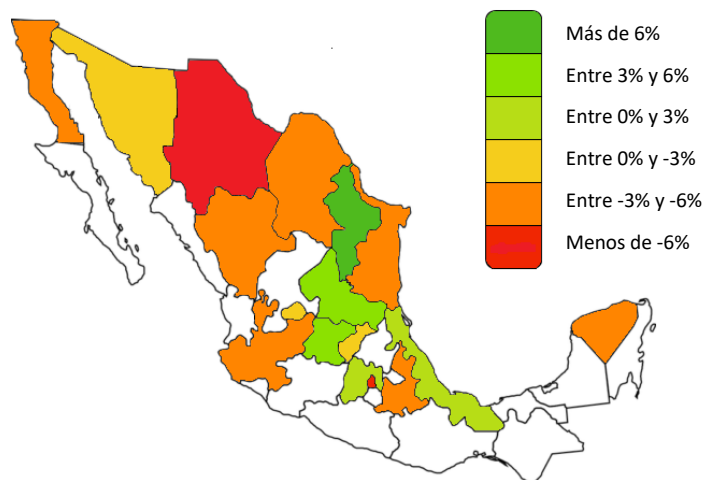 Más de 6%
Entre 3% y 6%
Entre 0% y 3%
Entre 0% y -3%
Entre -3% y -6%
Menos de -6%